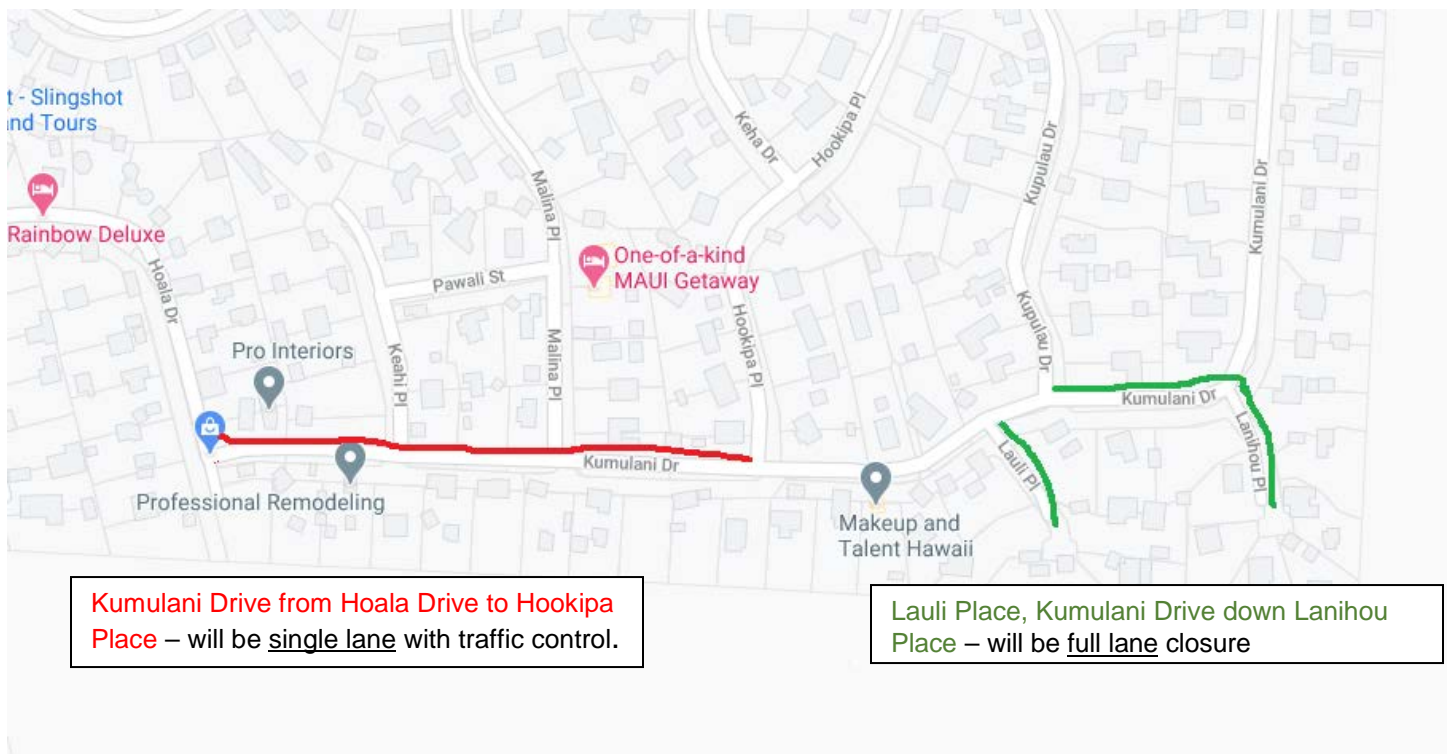 t - Slingshot
and Tours
Rainbow Deluxe
Hoala Dr
Pro Interiors
Keahi Pl
Pawali St
Malina Pl
Malina Pl
One-of-a-kind
MAUI Getaway
Keha Dr
Hookipa Pl
Hookipa Pl
Kupulau Dr
Kupulau Dr
Kumulani Dr
Kumulani Dr
Lanihou Pl
Lauli Pl
Kumulani Dr
Professional Remodeling
Makeup and
Talent Hawaii
Kumulani Drive from Hoala Drive to Hookipa
Place – will be single lane with traffic control.
Lauli Place, Kumulani Drive down Lanihou
Place – will be full lane closure